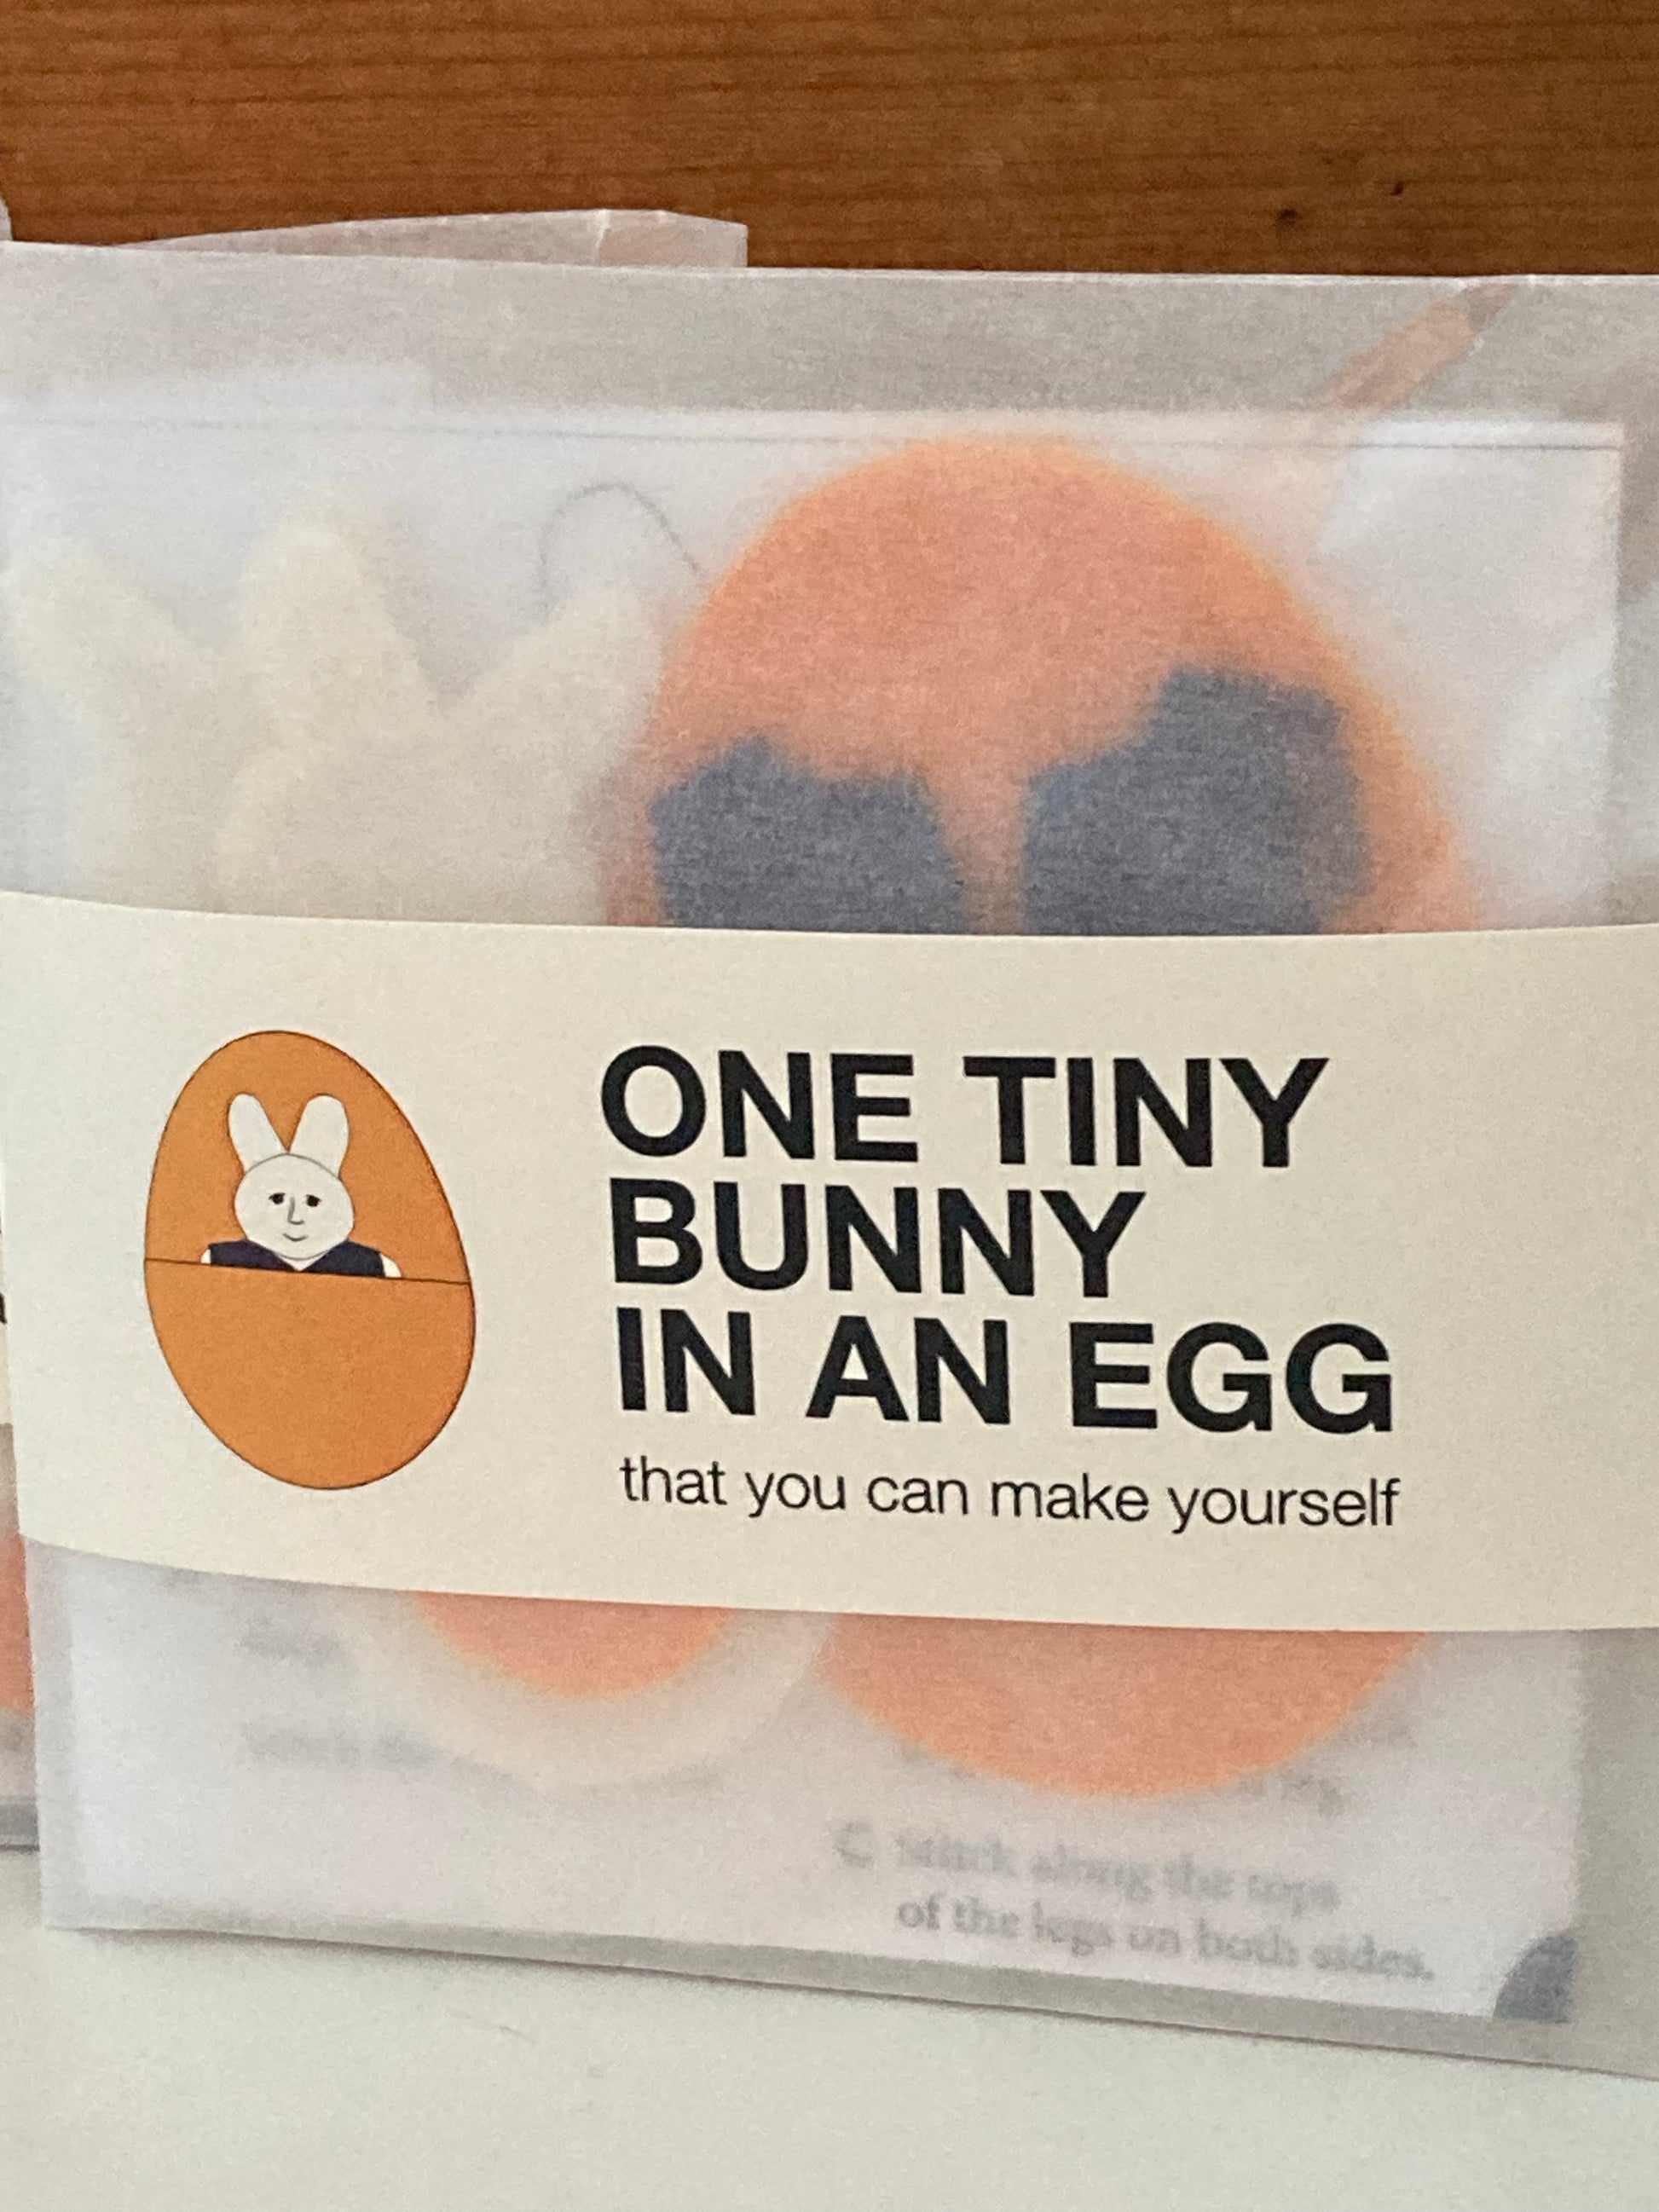 ONE TINY
BUNNY
IN AN EGG
that you can make yourself
C Stitch along the tops
of the legs on both sides.